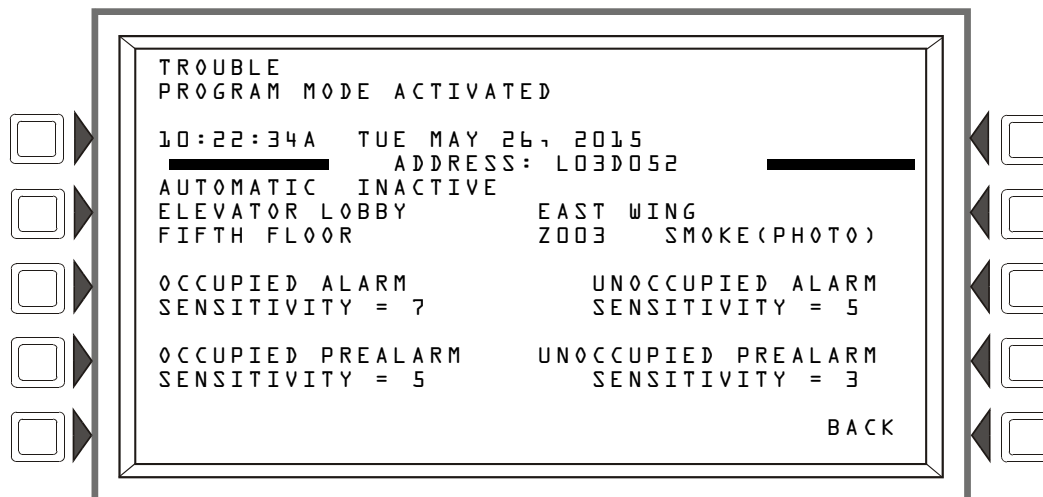 TROUBLE
PROGRAM MODE ACTIVATED
10:22:34A TUE MAY 26, 2015
ADDRESS: L03D052
AUTOMATIC INACTIVE
ELEVATOR LOBBY EAST WING
FIFTH FLOOR Z003 SMOKE(PHOTO)
OCCUPIED ALARM UNOCCUPIED ALARM
SENSITIVITY = 7 SENSITIVITY = 5
OCCUPIED PREALARM UNOCCUPIED PREALARM
SENSITIVITY = 5 SENSITIVITY = 3
BACK